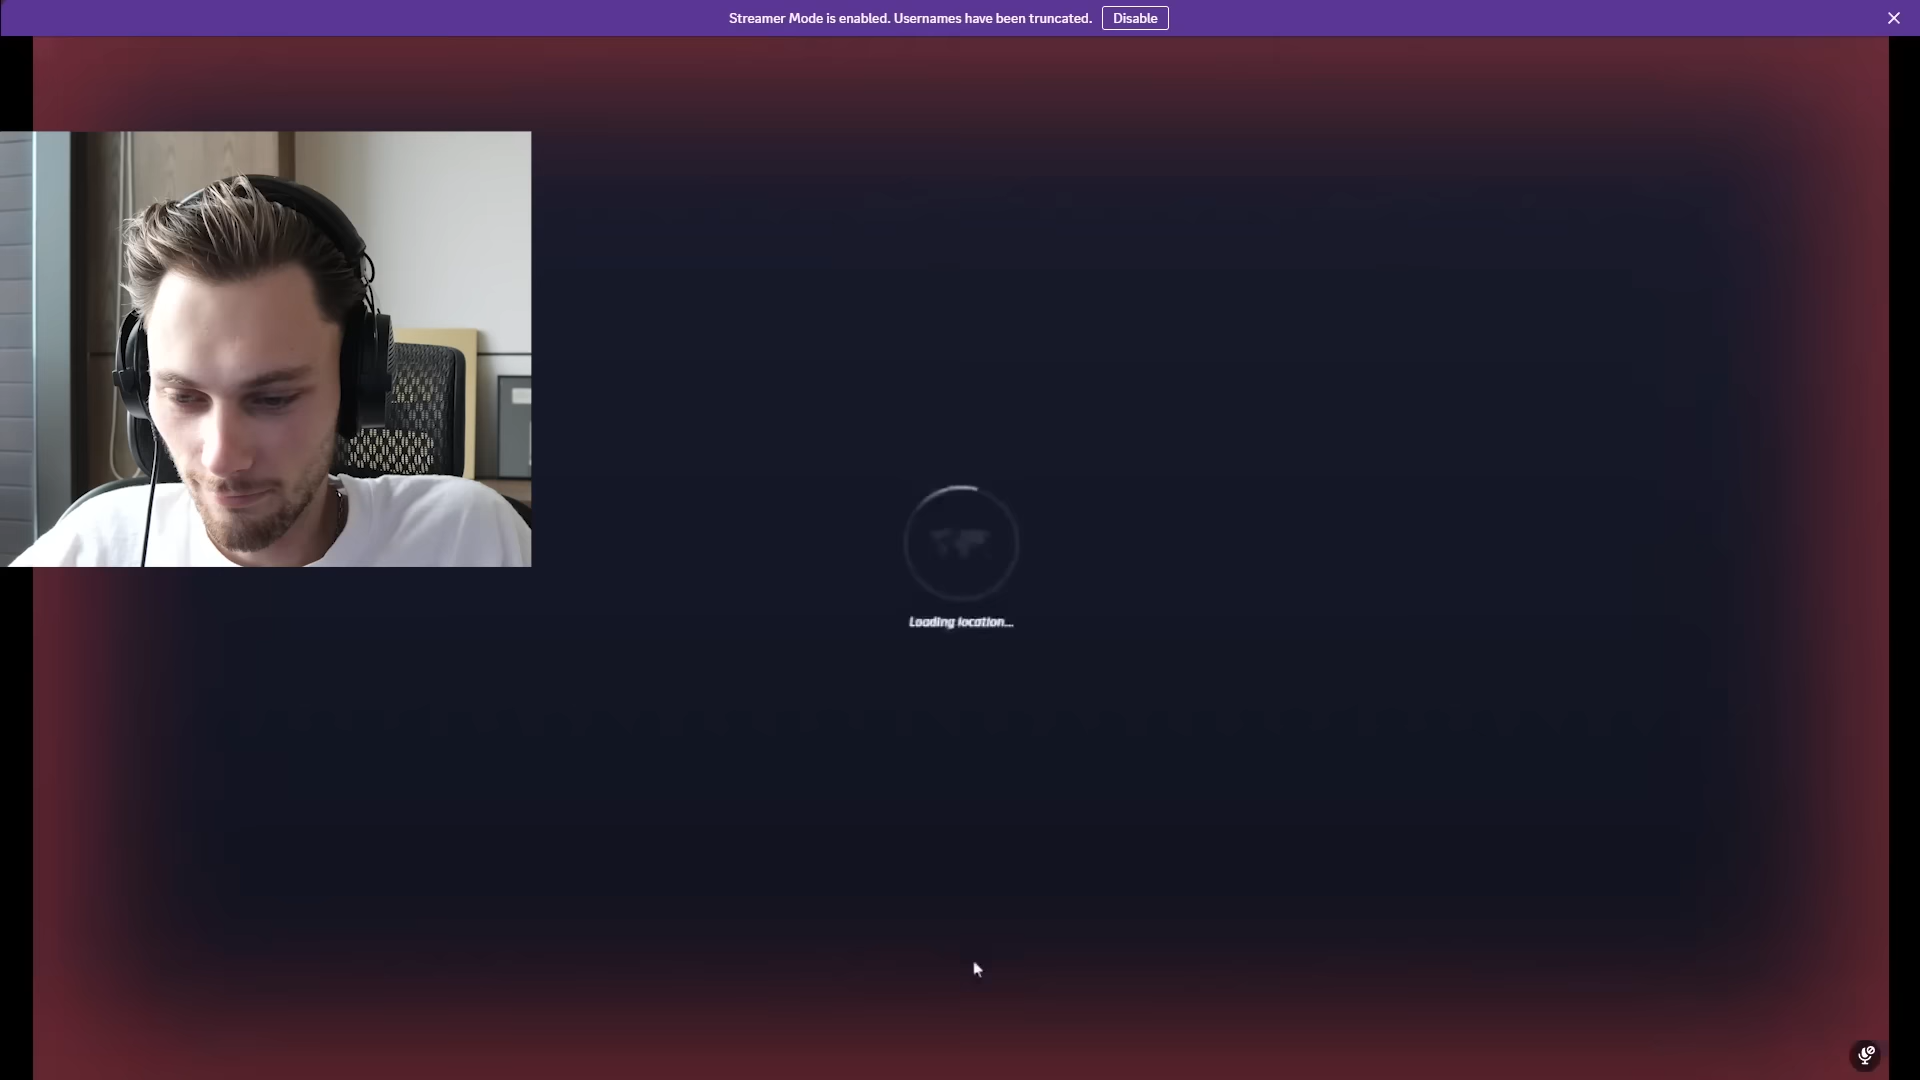 Streamer Mode is enabled. Usernames have been truncated. Disable
Loading location...